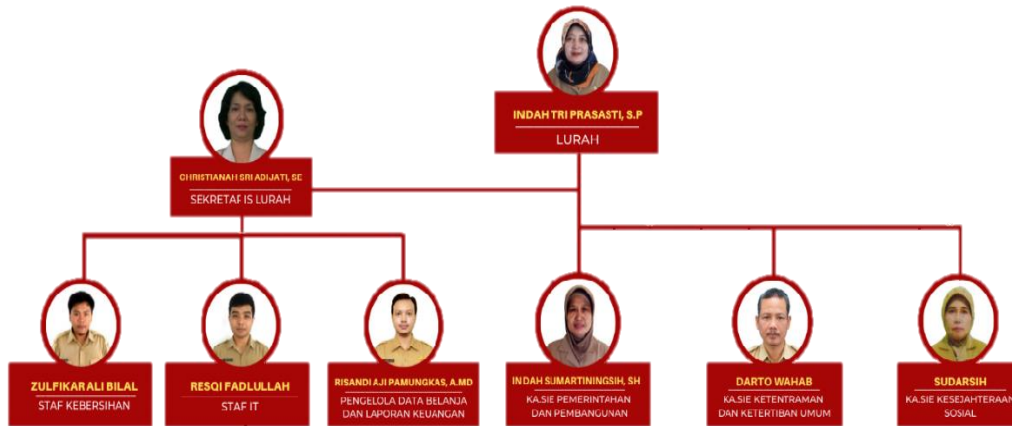 INDAH TRI PRASASTI, S.P
LURAH
CHRISTIANAH SRI ADIJATI, SE
SEKRETARIS LURAH
ZULFIKARALI BILAL
STAF KEBERSIHAN
RESQI FADLULLAH
STAF IT
RISANDI AJI PAMUNGKAS, A.MD
PENGELOLA DATA BELANJA
DAN LAPORAN KEUANGAN
INDAH SUMARTININGSIH, SH
KA.SIE PEMERINTAHAN
DAN PEMBANGUNAN
DARTO WAHAB
KA.SIE KETENTRAMAN
DAN KETERTIBAN UMUM
SUDARSIH
KA.SIE KESEJAHTERAAN
SOSIAL